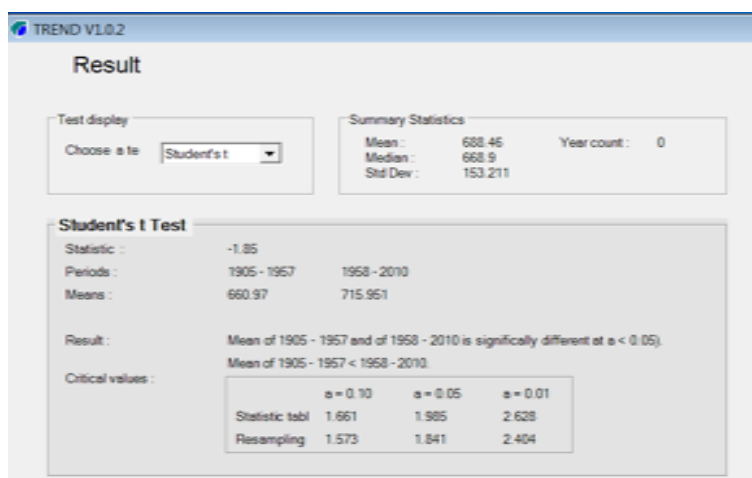 TREND V1.0.2
Result
Test display
Choose a te Student's t
Summary Statistics
Mean : 688.46 Year count : 0
Median : 668.9
Std Dev : 153.211
Student's t Test
Statistic : -1.85
Periods : 1905 - 1957 1958 - 2010
Means : 660.97 715.951
Result : Mean of 1905 - 1957 and of 1958 - 2010 is significally different at a < 0.05).
Mean of 1905 - 1957 < 1958 - 2010.
Critical values :
a = 0.10 a = 0.05 a = 0.01
Statistic tabl 1.661 1.985 2.628
Resampling 1.573 1.841 2.404